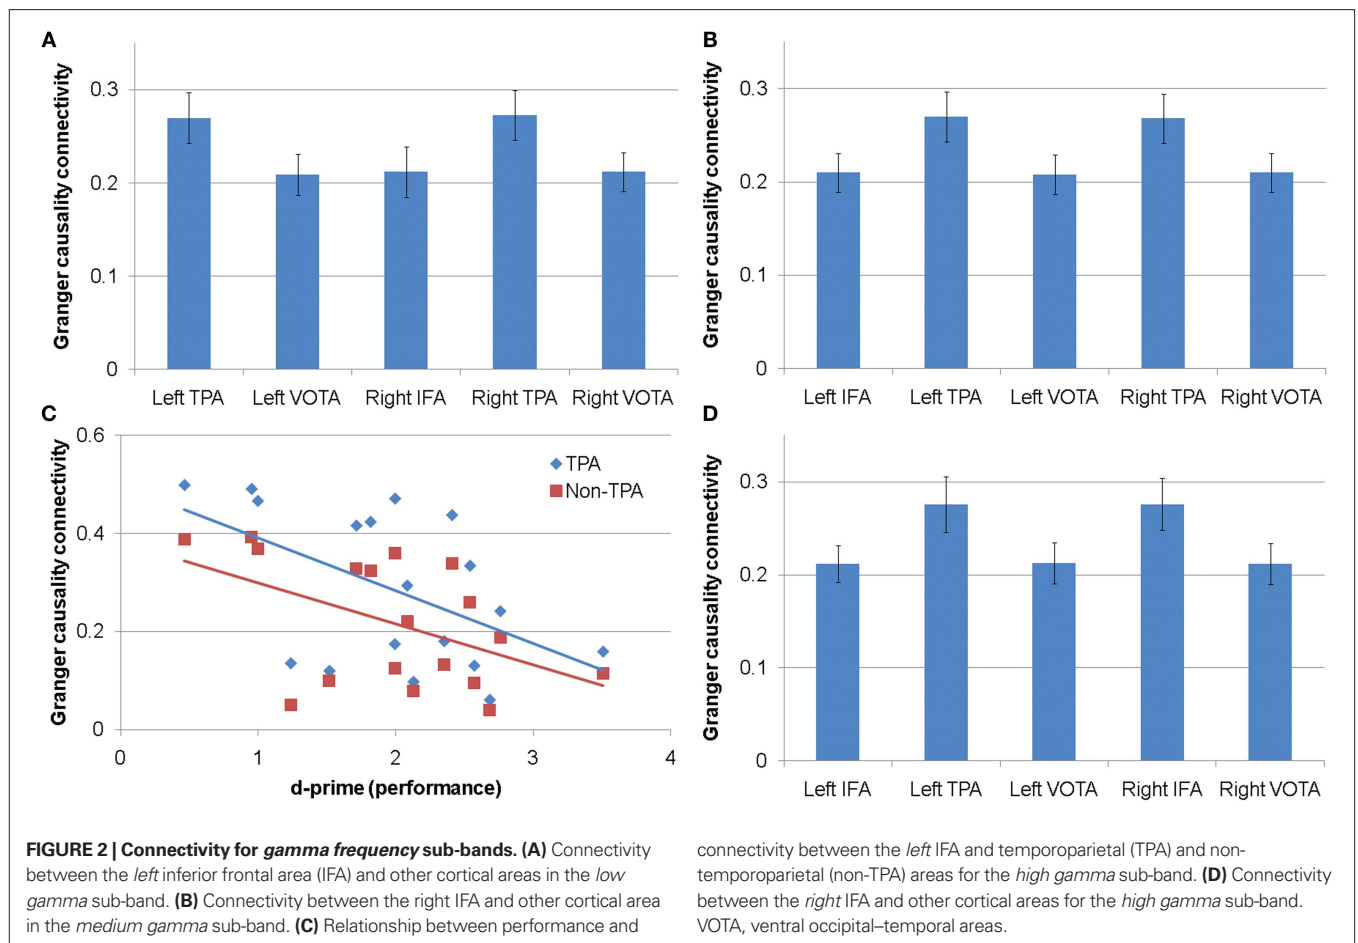 A
Granger causality connectivity
0.3
0.2
0.1
0
Left TPA Left VOTA Right IFA Right TPA Right VOTA
B
Granger causality connectivity
0.3
0.2
0.1
0
Left IFA Left TPA Left VOTA Right TPA Right VOTA
C
Granger causality connectivity
0.6
0.4
0.2
0
TPA
Non-TPA
0 1 2 3 4
d-prime (performance)
D
Granger causality connectivity
0.3
0.2
0.1
0
Left IFA Left TPA Left VOTA Right IFA Right VOTA
FIGURE 2 | Connectivity for gamma frequency sub-bands. (A) Connectivity
between the left inferior frontal area (IFA) and other cortical areas in the low
gamma sub-band. (B) Connectivity between the right IFA and other cortical area
in the medium gamma sub-band. (C) Relationship between performance and
connectivity between the left IFA and temporoparietal (TPA) and non-
temporoparietal (non-TPA) areas for the high gamma sub-band. (D) Connectivity
between the right IFA and other cortical areas for the high gamma sub-band.
VOTA, ventral occipital–temporal areas.